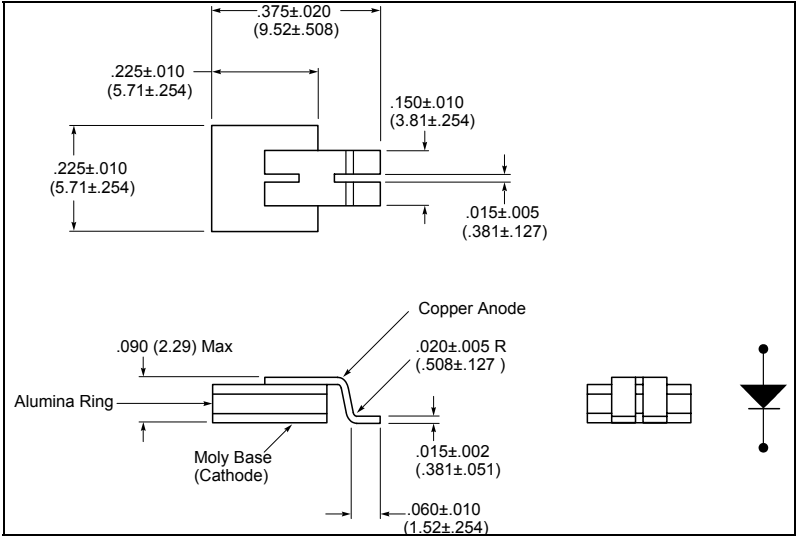 .375±.020
(9.52±.508)
.225±.010
(5.71±.254)
.150±.010
(3.81±.254)
.225±.010
(5.71±.254)
.015±.005
(.381±.127)
Copper Anode
.090 (2.29) Max
.020±.005 R
(.508±.127 )
Alumina Ring
Moly Base
(Cathode)
.015±.002
(.381±.051)
.060±.010
(1.52±.254)